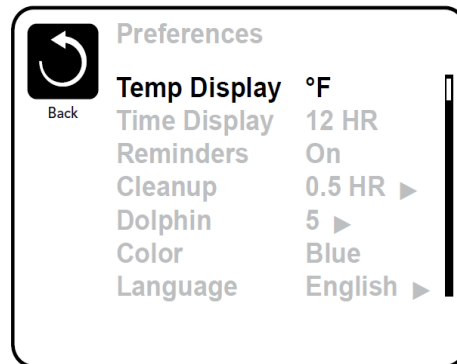 Preferences
Back
Temp Display °F
Time Display 12 HR
Reminders On
Cleanup 0.5 HR ▶
Dolphin 5 ▶
Color Blue
Language English ▶